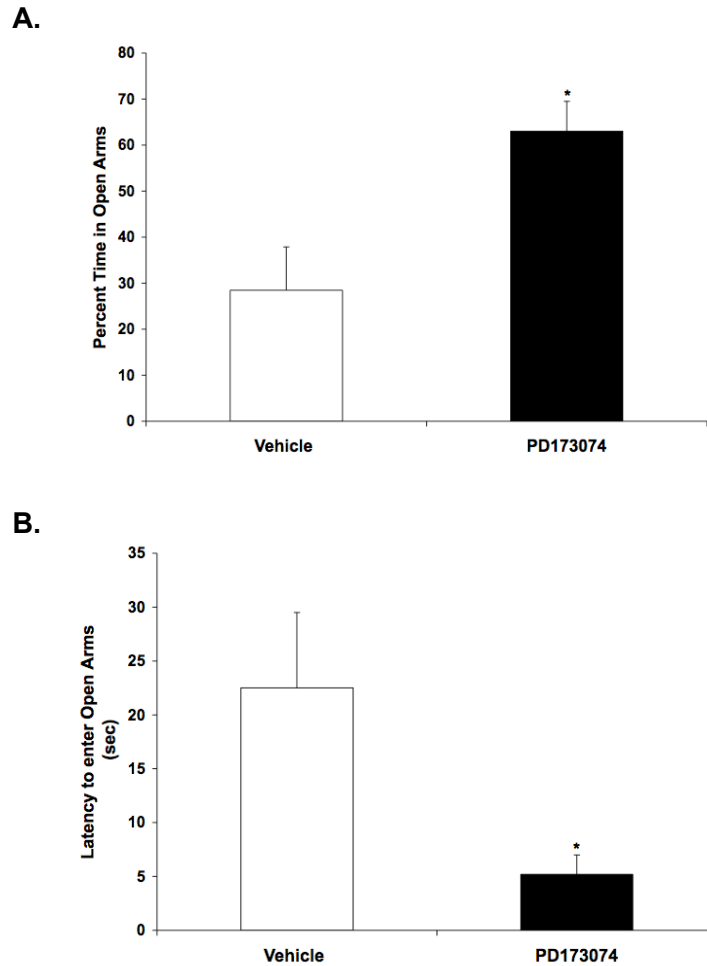 A.
80
70
60
50
40
30
20
10
0
Percent Time in Open Arms
*
Vehicle
PD173074
B.
35
30
25
20
15
10
5
0
Latency to enter Open Arms
(sec)
*
Vehicle
PD173074